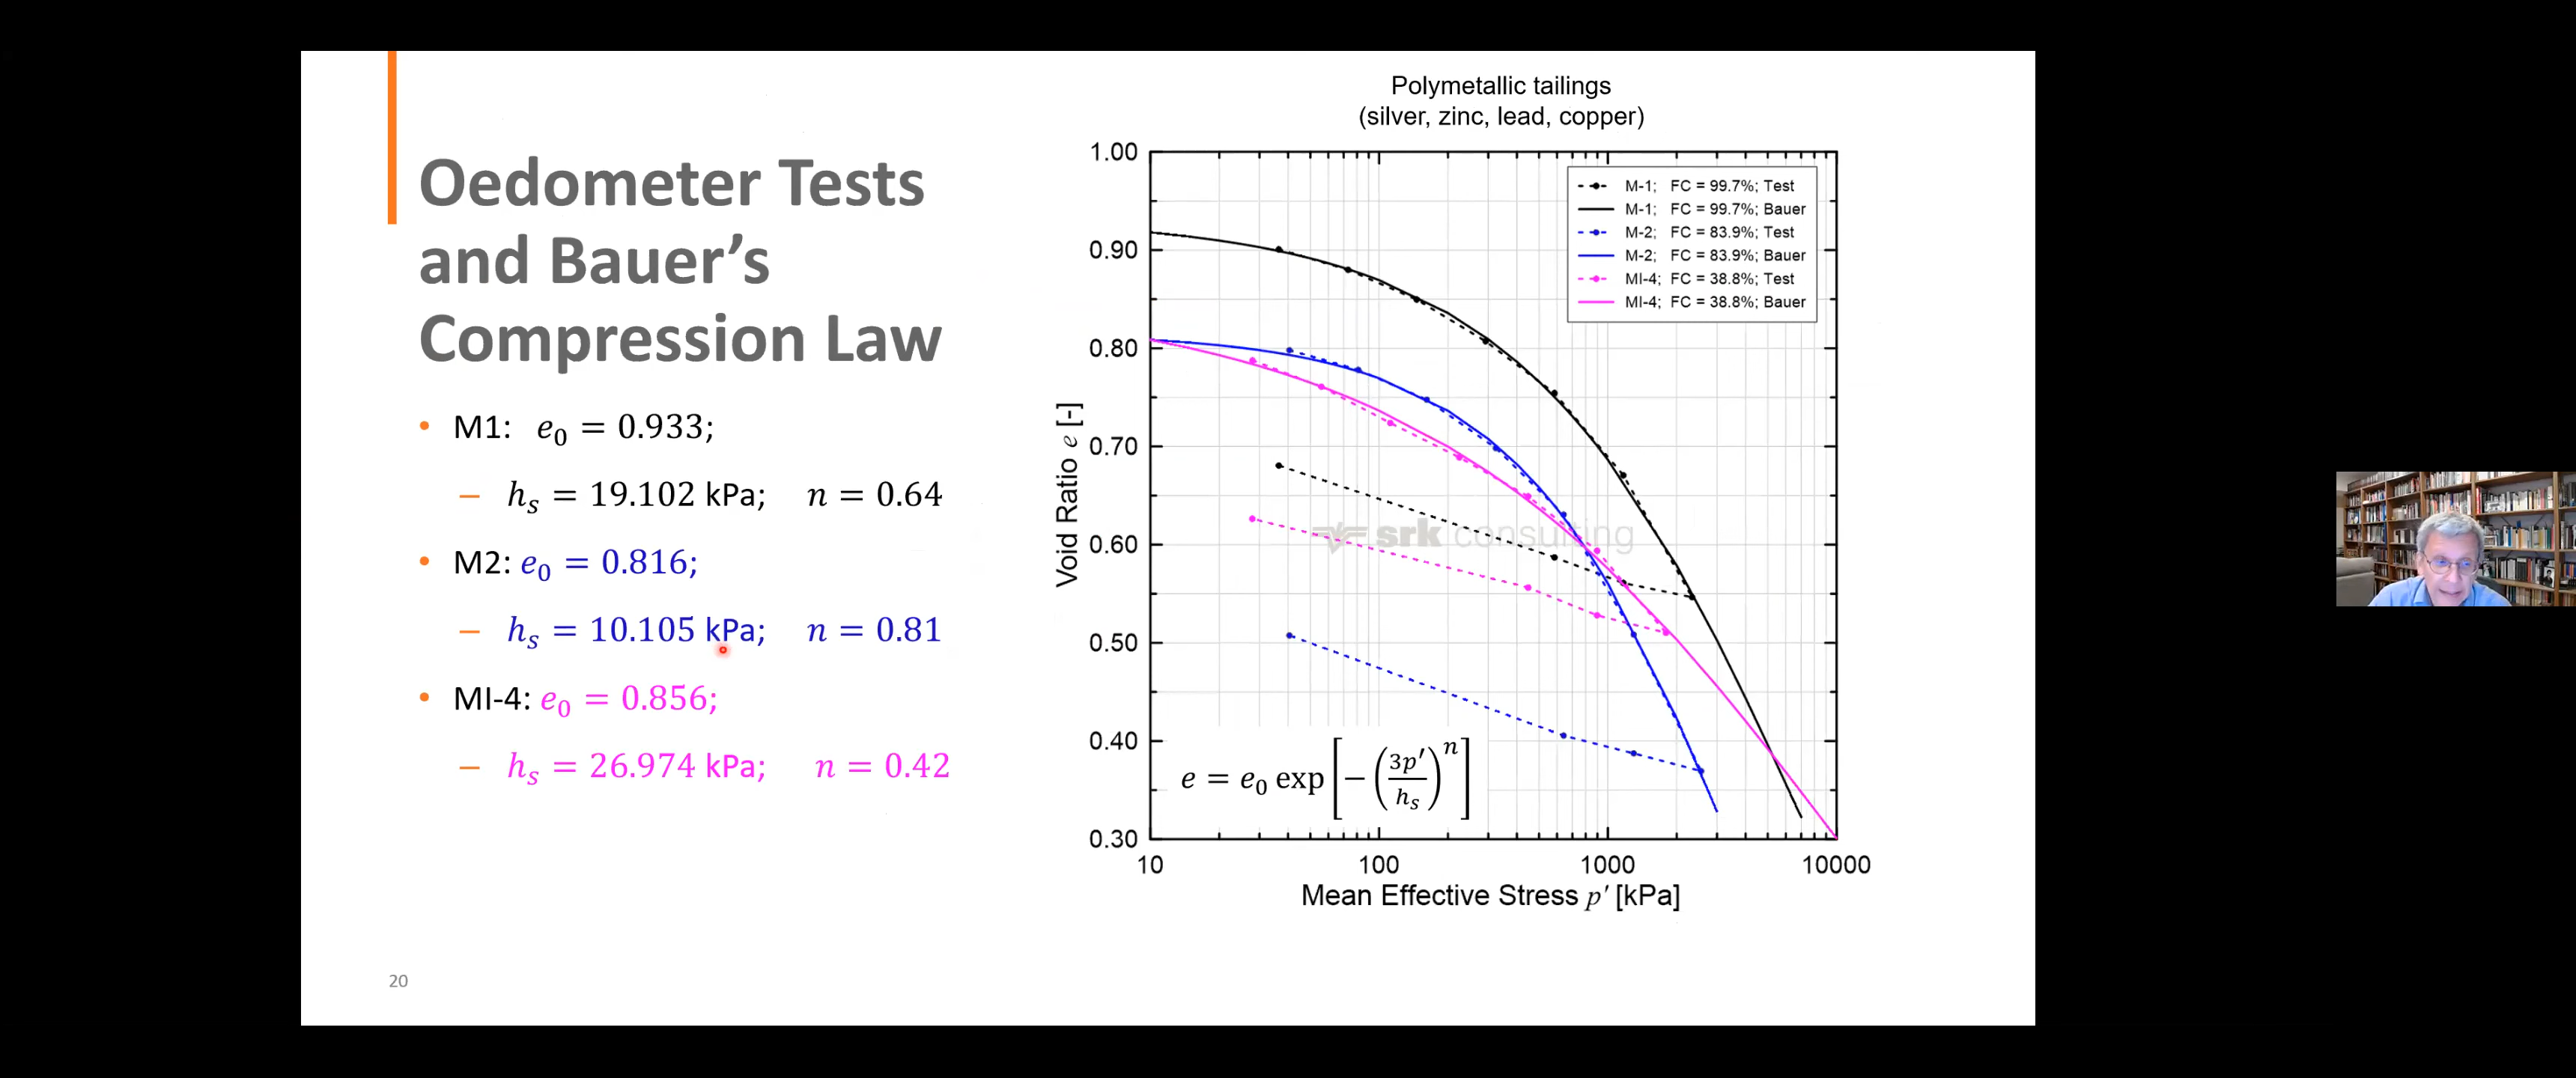 Oedometer Tests
and Bauer's
Compression Law
• M1: e₀ = 0.933;
– hₛ = 19.102 kPa; n = 0.64
• M2: e₀ = 0.816;
– hₛ = 10.105 kPa; n = 0.81
• MI-4: e₀ = 0.856;
– hₛ = 26.974 kPa; n = 0.42
20
Polymetallic tailings
(silver, zinc, lead, copper)
M-1; FC = 99.7%; Test
M-1; FC = 99.7%; Bauer
M-2; FC = 83.9%; Test
M-2; FC = 83.9%; Bauer
MI-4; FC = 38.8%; Test
MI-4; FC = 38.8%; Bauer
Void Ratio e [-]
1.00
0.90
0.80
0.70
0.60
0.50
0.40
0.30
srk consulting
e = e₀ exp[−(3p′/hₛ)ⁿ]
10 100 1000 10000
Mean Effective Stress p′ [kPa]